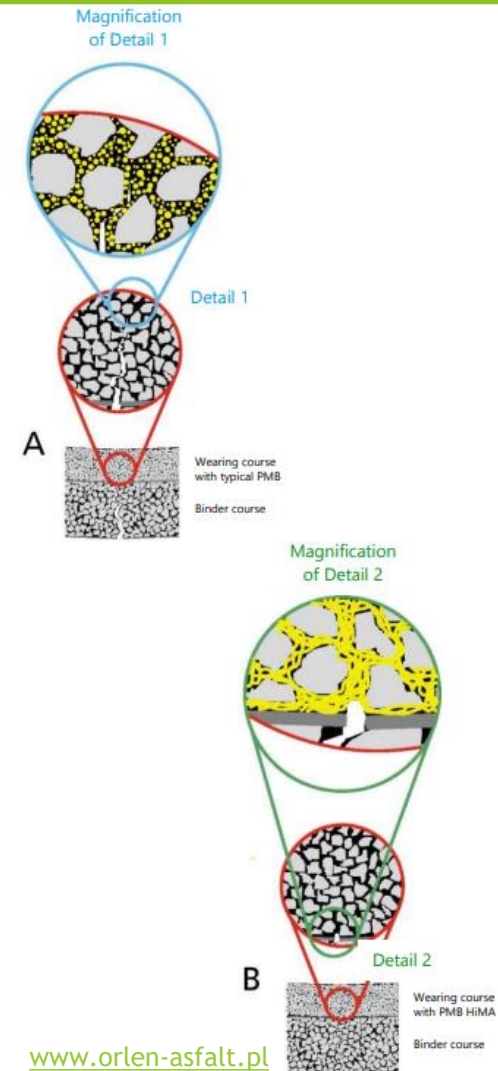 Magnification
of Detail 1
Detail 1
A
Wearing course
with typical PMB
Binder course
Magnification
of Detail 2
Detail 2
B
Wearing course
with PMB HiMA
Binder course
www.orlen-asfalt.pl